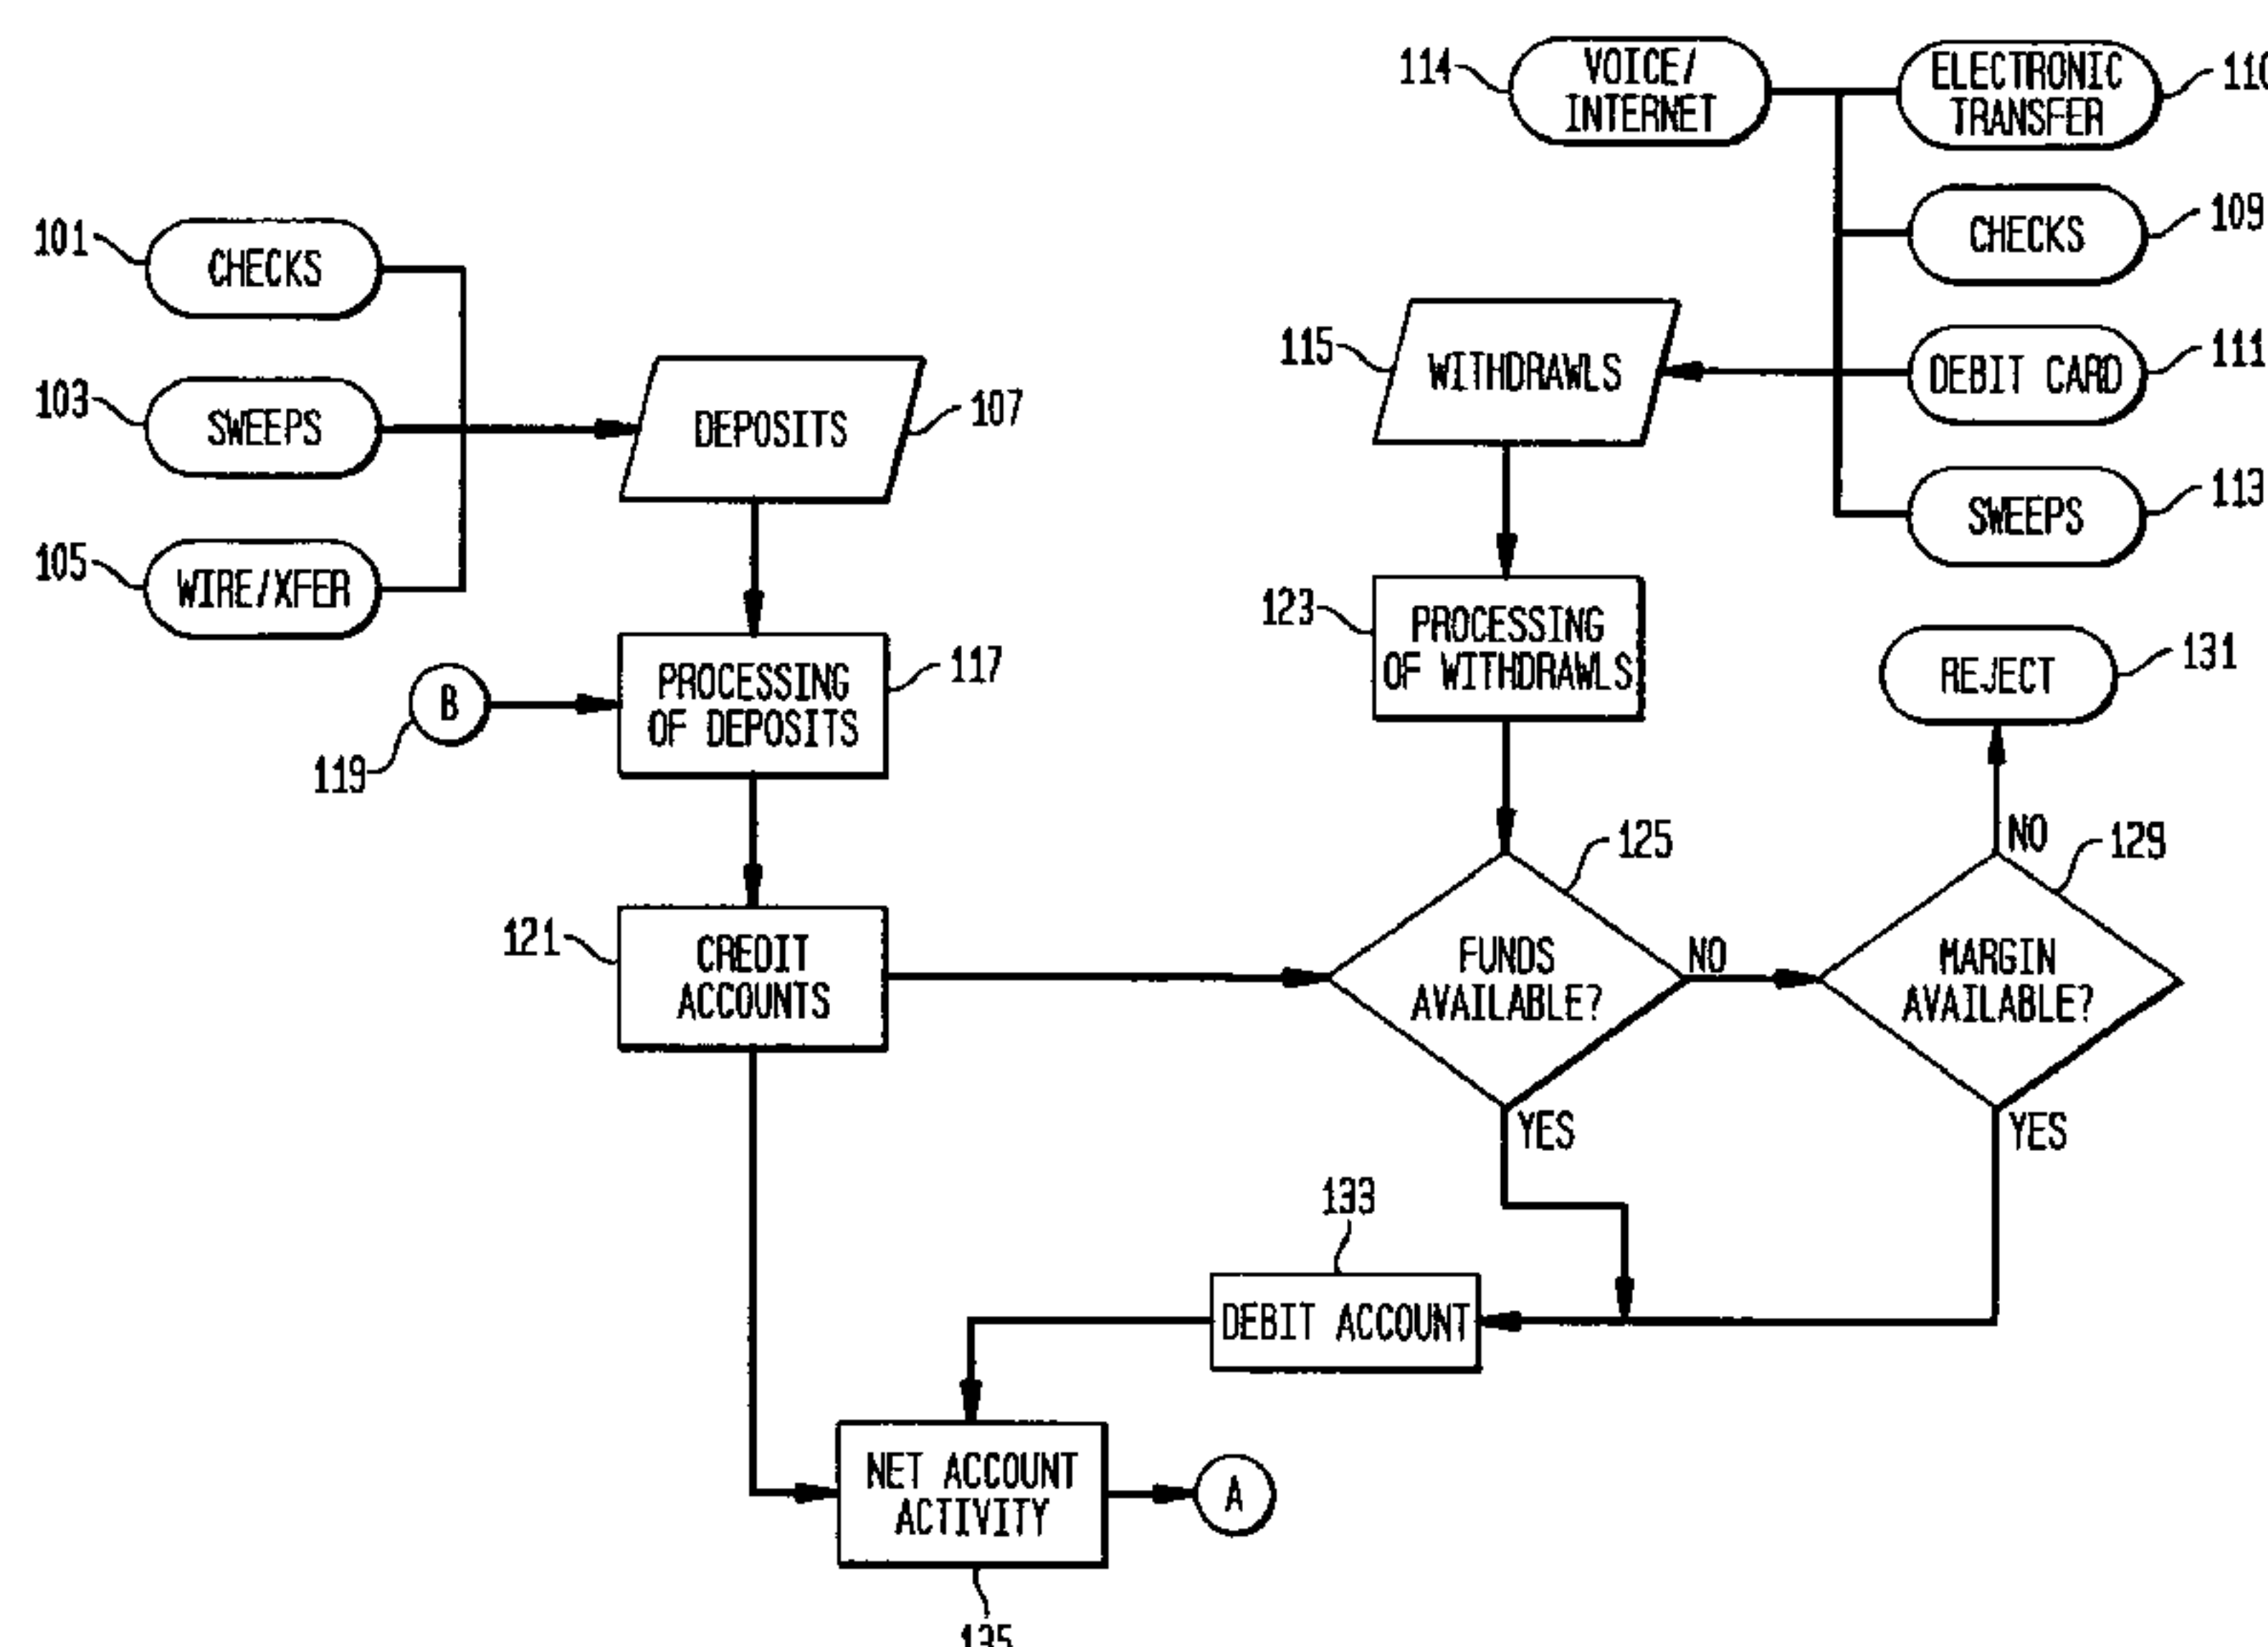 114
VOICE/
INTERNET
ELECTRONIC
TRANSFER
110
101
CHECKS
CHECKS
109
115
WITHDRAWLS
DEBIT CARD
111
103
SWEEPS
DEPOSITS
107
SWEEPS
113
105
WIRE/XFER
123
PROCESSING
OF WITHDRAWLS
REJECT
131
B
119
PROCESSING
OF DEPOSITS
117
NO
125
129
121
CREDIT
ACCOUNTS
FUNDS
AVAILABLE?
NO
MARGIN
AVAILABLE?
YES
YES
133
DEBIT ACCOUNT
NET ACCOUNT
ACTIVITY
A
135